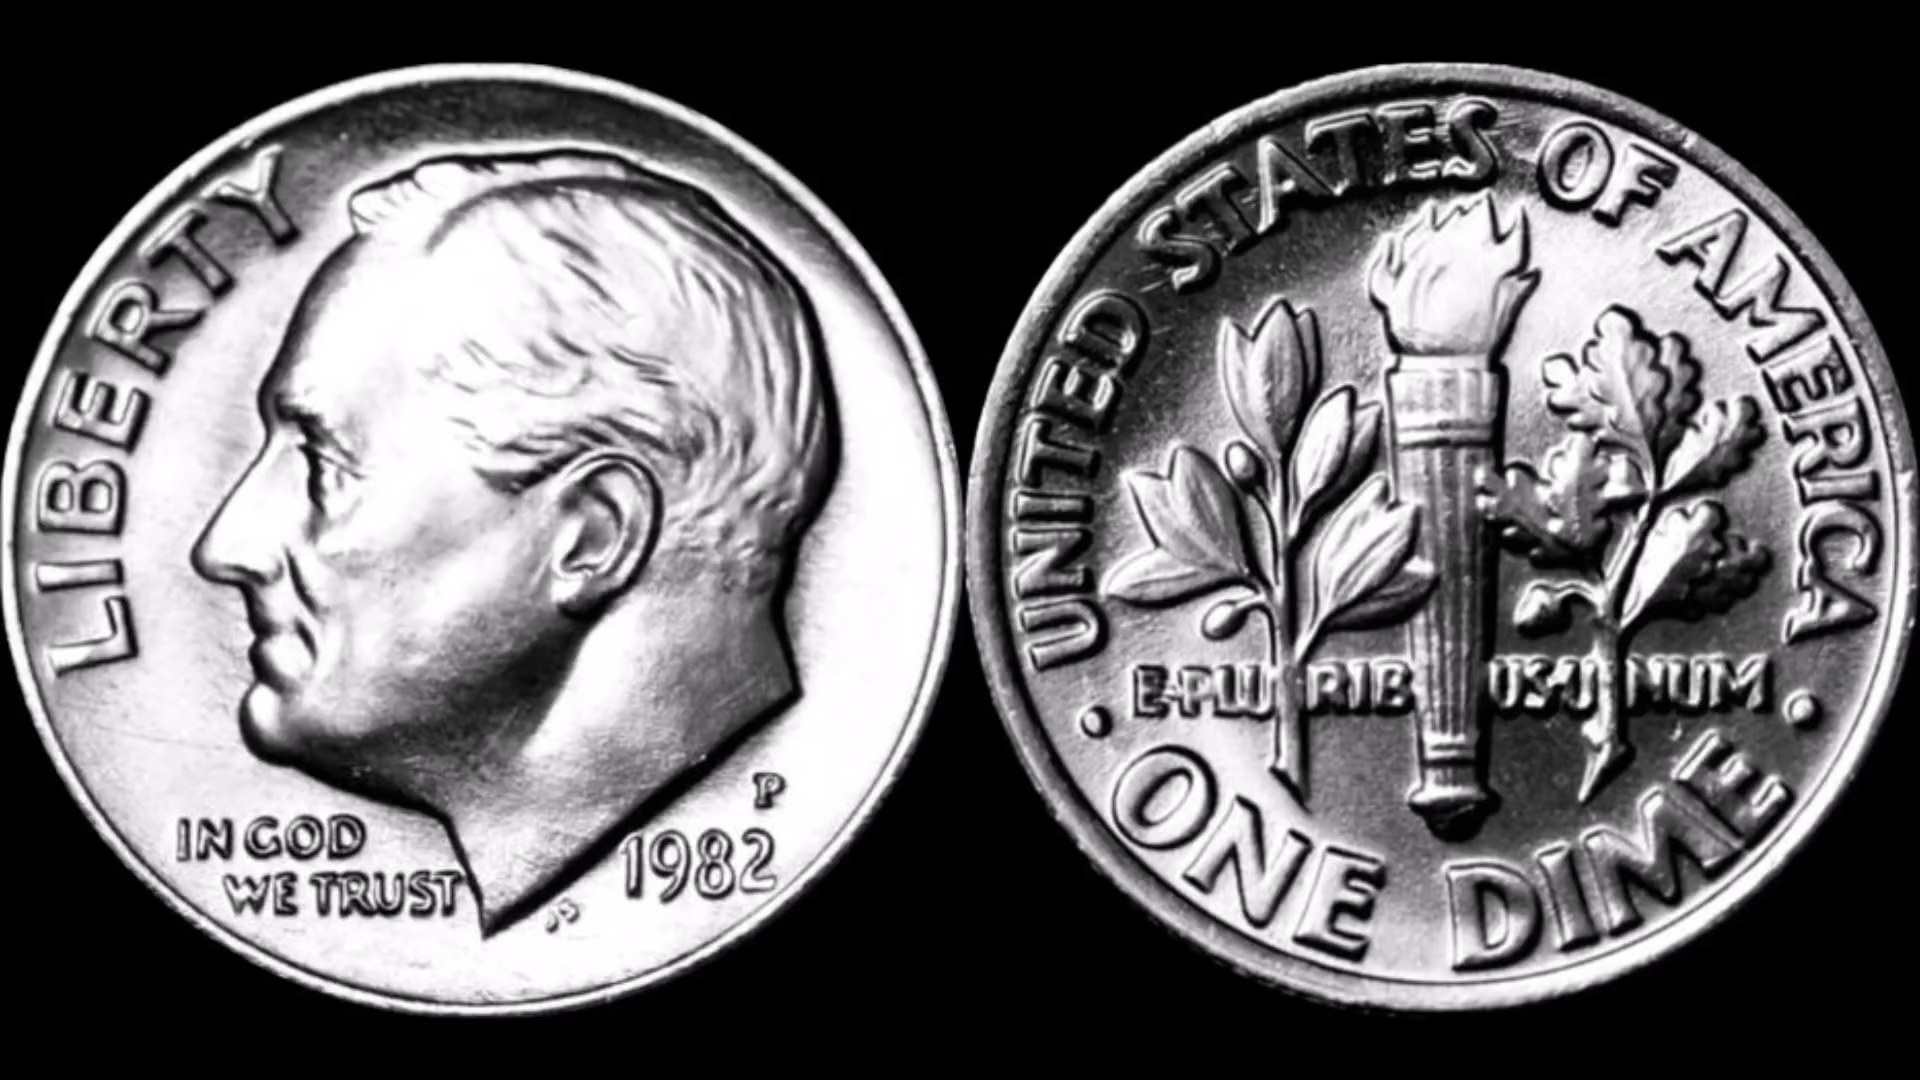 LIBERTY
IN GOD
WE TRUST
JS
P
1982
UNITED STATES OF AMERICA
E·PLURIBUS·UNUM
· ONE DIME ·